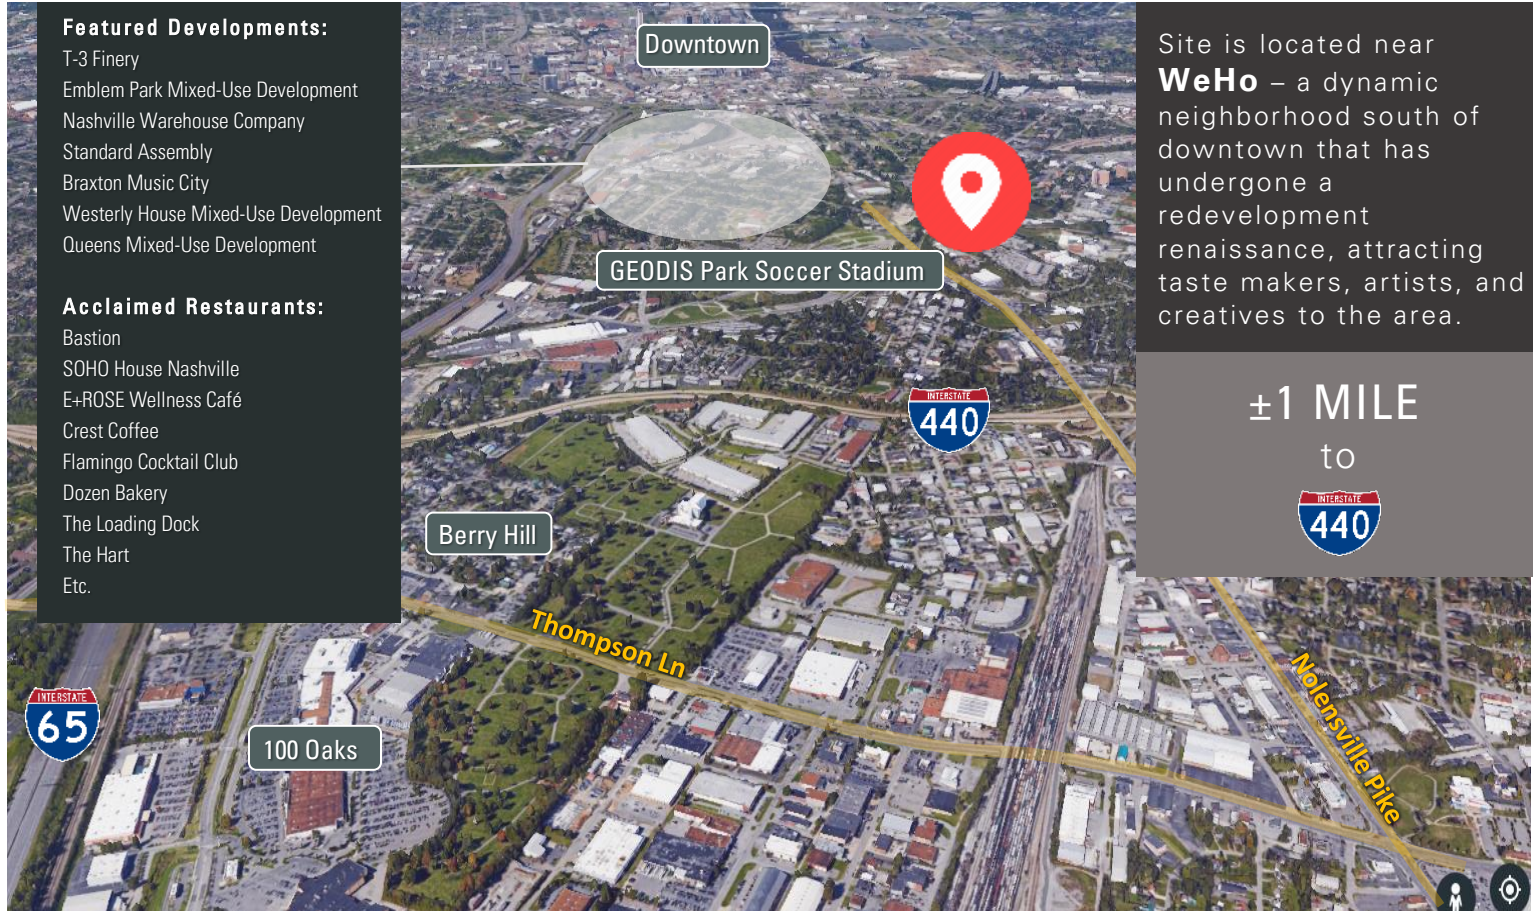 Featured Developments:
T-3 Finery
Emblem Park Mixed-Use Development
Nashville Warehouse Company
Standard Assembly
Braxton Music City
Westerly House Mixed-Use Development
Queens Mixed-Use Development
Acclaimed Restaurants:
Bastion
SOHO House Nashville
E+ROSE Wellness Café
Crest Coffee
Flamingo Cocktail Club
Dozen Bakery
The Loading Dock
The Hart
Etc.
Downtown
GEODIS Park Soccer Stadium
INTERSTATE
440
Berry Hill
Thompson Ln
INTERSTATE
65
100 Oaks
Nolensville Pike
Site is located near
WeHo – a dynamic
neighborhood south of
downtown that has
undergone a
redevelopment
renaissance, attracting
taste makers, artists, and
creatives to the area.
±1 MILE
to
INTERSTATE
440